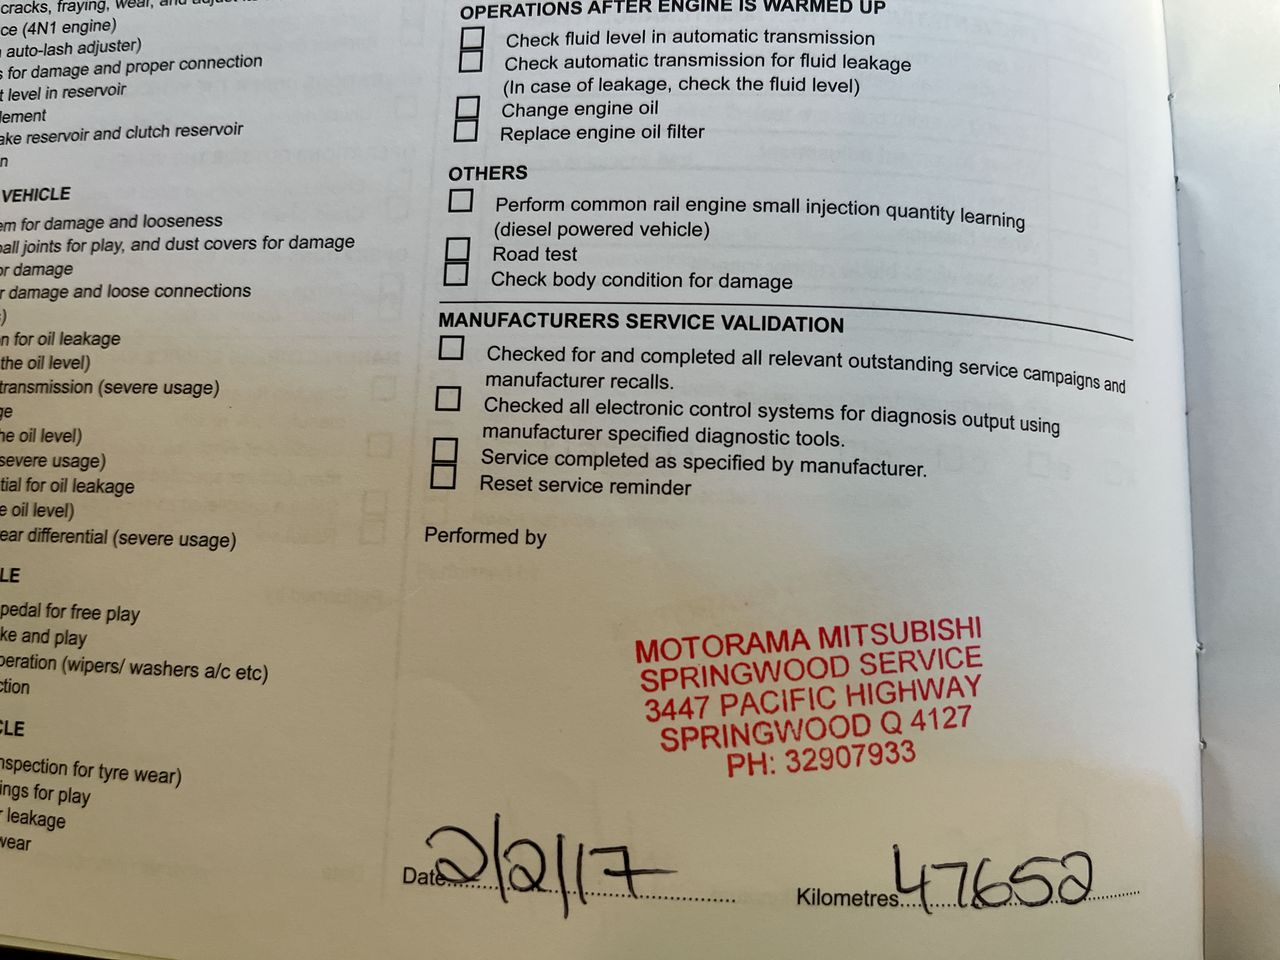 cracks, fraying, wear, and
ce (4N1 engine)
auto-lash adjuster)
s for damage and proper connection
t level in reservoir
lement
ake reservoir and clutch reservoir
n
VEHICLE
em for damage and looseness
ball joints for play, and dust covers for damage
or damage
r damage and loose connections
)
n for oil leakage
the oil level)
transmission (severe usage)
ge
he oil level)
severe usage)
tial for oil leakage
e oil level)
ear differential (severe usage)
LE
pedal for free play
ke and play
peration (wipers/ washers a/c etc)
ction
CLE
nspection for tyre wear)
ings for play
r leakage
wear
OPERATIONS AFTER ENGINE IS WARMED UP
Check fluid level in automatic transmission
Check automatic transmission for fluid leakage
(In case of leakage, check the fluid level)
Change engine oil
Replace engine oil filter
OTHERS
Perform common rail engine small injection quantity learning
(diesel powered vehicle)
Road test
Check body condition for damage
MANUFACTURERS SERVICE VALIDATION
Checked for and completed all relevant outstanding service campaigns and
manufacturer recalls.
Checked all electronic control systems for diagnosis output using
manufacturer specified diagnostic tools.
Service completed as specified by manufacturer.
Reset service reminder
Performed by
MOTORAMA MITSUBISHI
SPRINGWOOD SERVICE
3447 PACIFIC HIGHWAY
SPRINGWOOD Q 4127
PH: 32907933
Date 2/2/17
Kilometres 47652